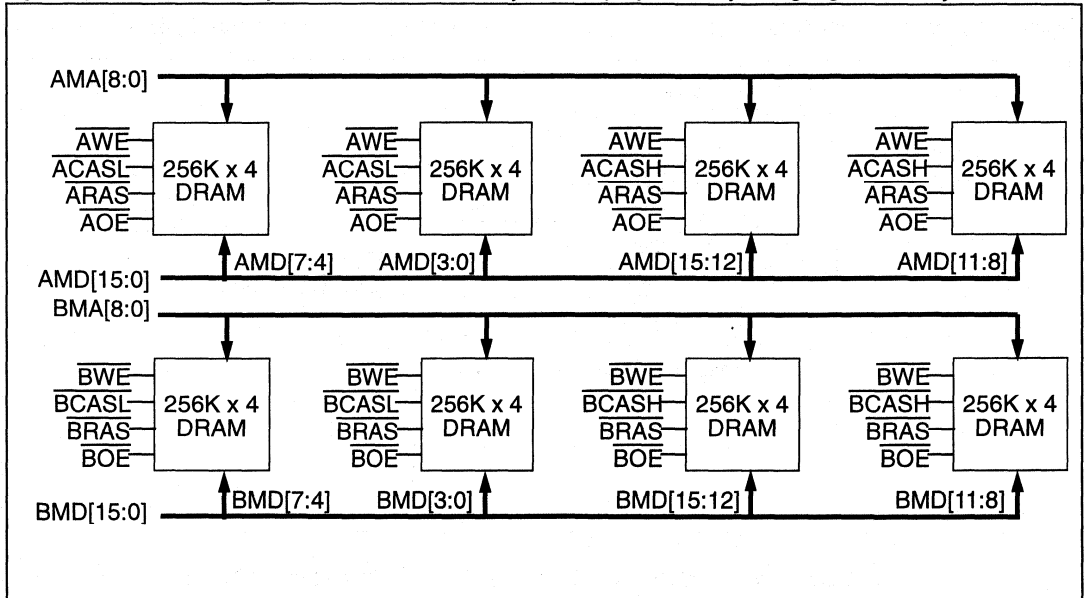 AMA[8:0]
AWE AWE AWE AWE
ACASL 256K x 4 ACASL 256K x 4 ACASH 256K x 4 ACASH 256K x 4
ARAS DRAM ARAS DRAM ARAS DRAM ARAS DRAM
AOE AOE AOE AOE
AMD[7:4] AMD[3:0] AMD[15:12] AMD[11:8]
AMD[15:0]
BMA[8:0]
BWE BWE BWE BWE
BCASL 256K x 4 BCASL 256K x 4 BCASH 256K x 4 BCASH 256K x 4
BRAS DRAM BRAS DRAM BRAS DRAM BRAS DRAM
BOE BOE BOE BOE
BMD[7:4] BMD[3:0] BMD[15:12] BMD[11:8]
BMD[15:0]